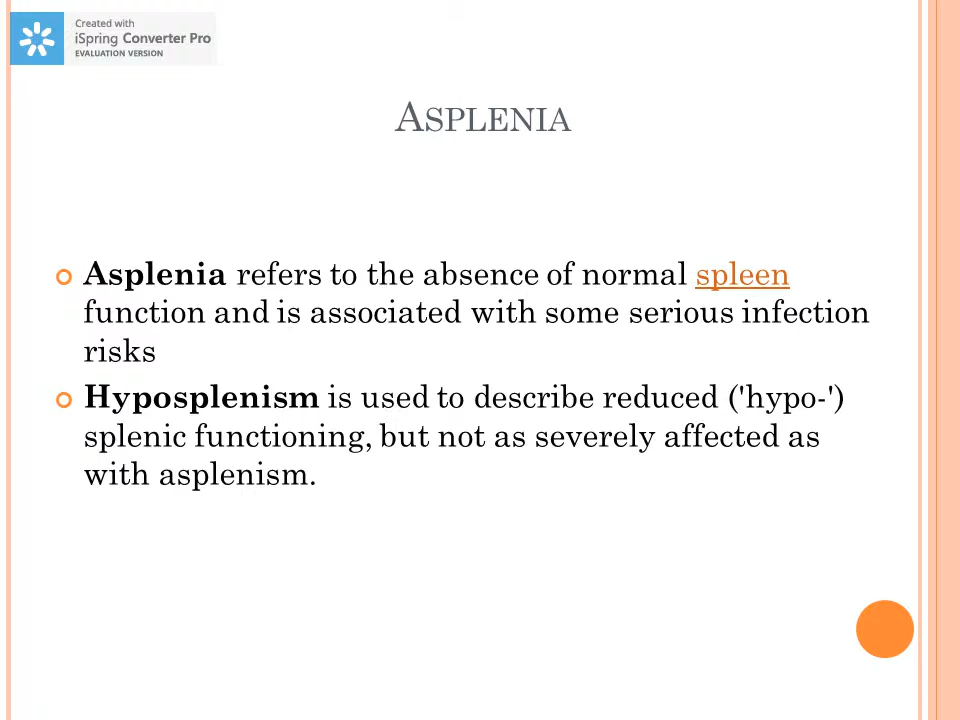 Created with
iSpring Converter Pro
EVALUATION VERSION
ASPLENIA
Asplenia refers to the absence of normal spleen
function and is associated with some serious infection
risks
Hyposplenism is used to describe reduced ('hypo-')
splenic functioning, but not as severely affected as
with asplenism.